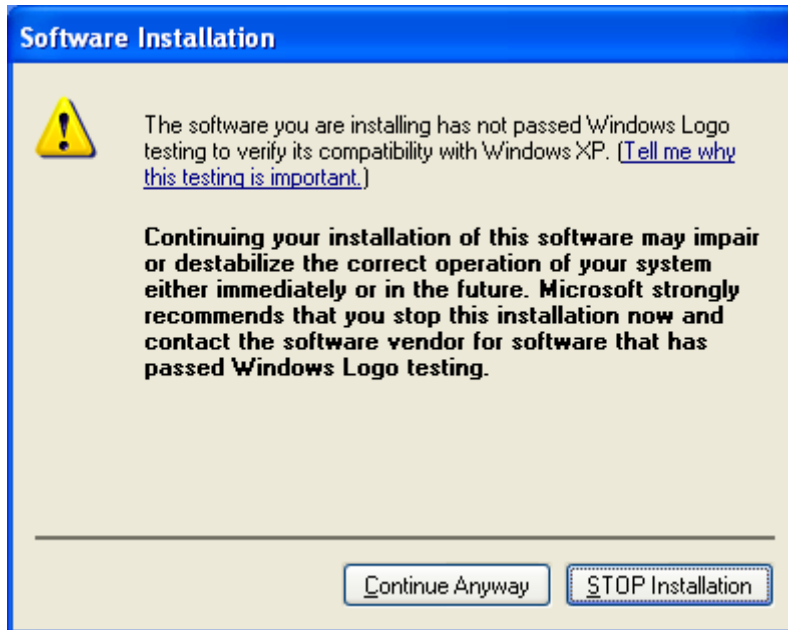 Software Installation
The software you are installing has not passed Windows Logo
testing to verify its compatibility with Windows XP. (Tell me why
this testing is important.)
Continuing your installation of this software may impair
or destabilize the correct operation of your system
either immediately or in the future. Microsoft strongly
recommends that you stop this installation now and
contact the software vendor for software that has
passed Windows Logo testing.
Continue Anyway
STOP Installation